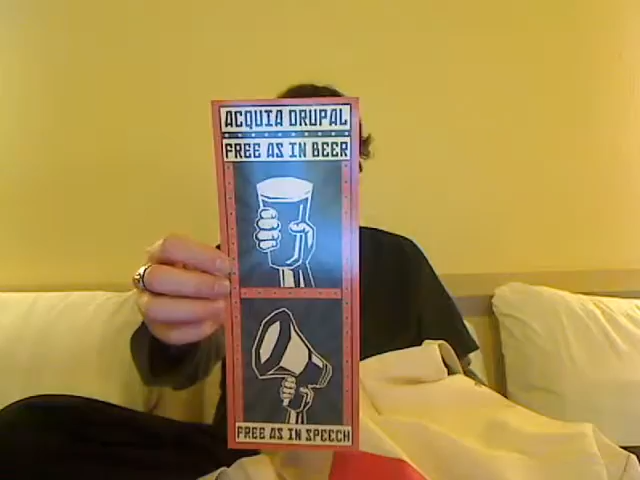 ACQUIA DRUPAL
FREE AS IN BEER
FREE AS IN SPEECH